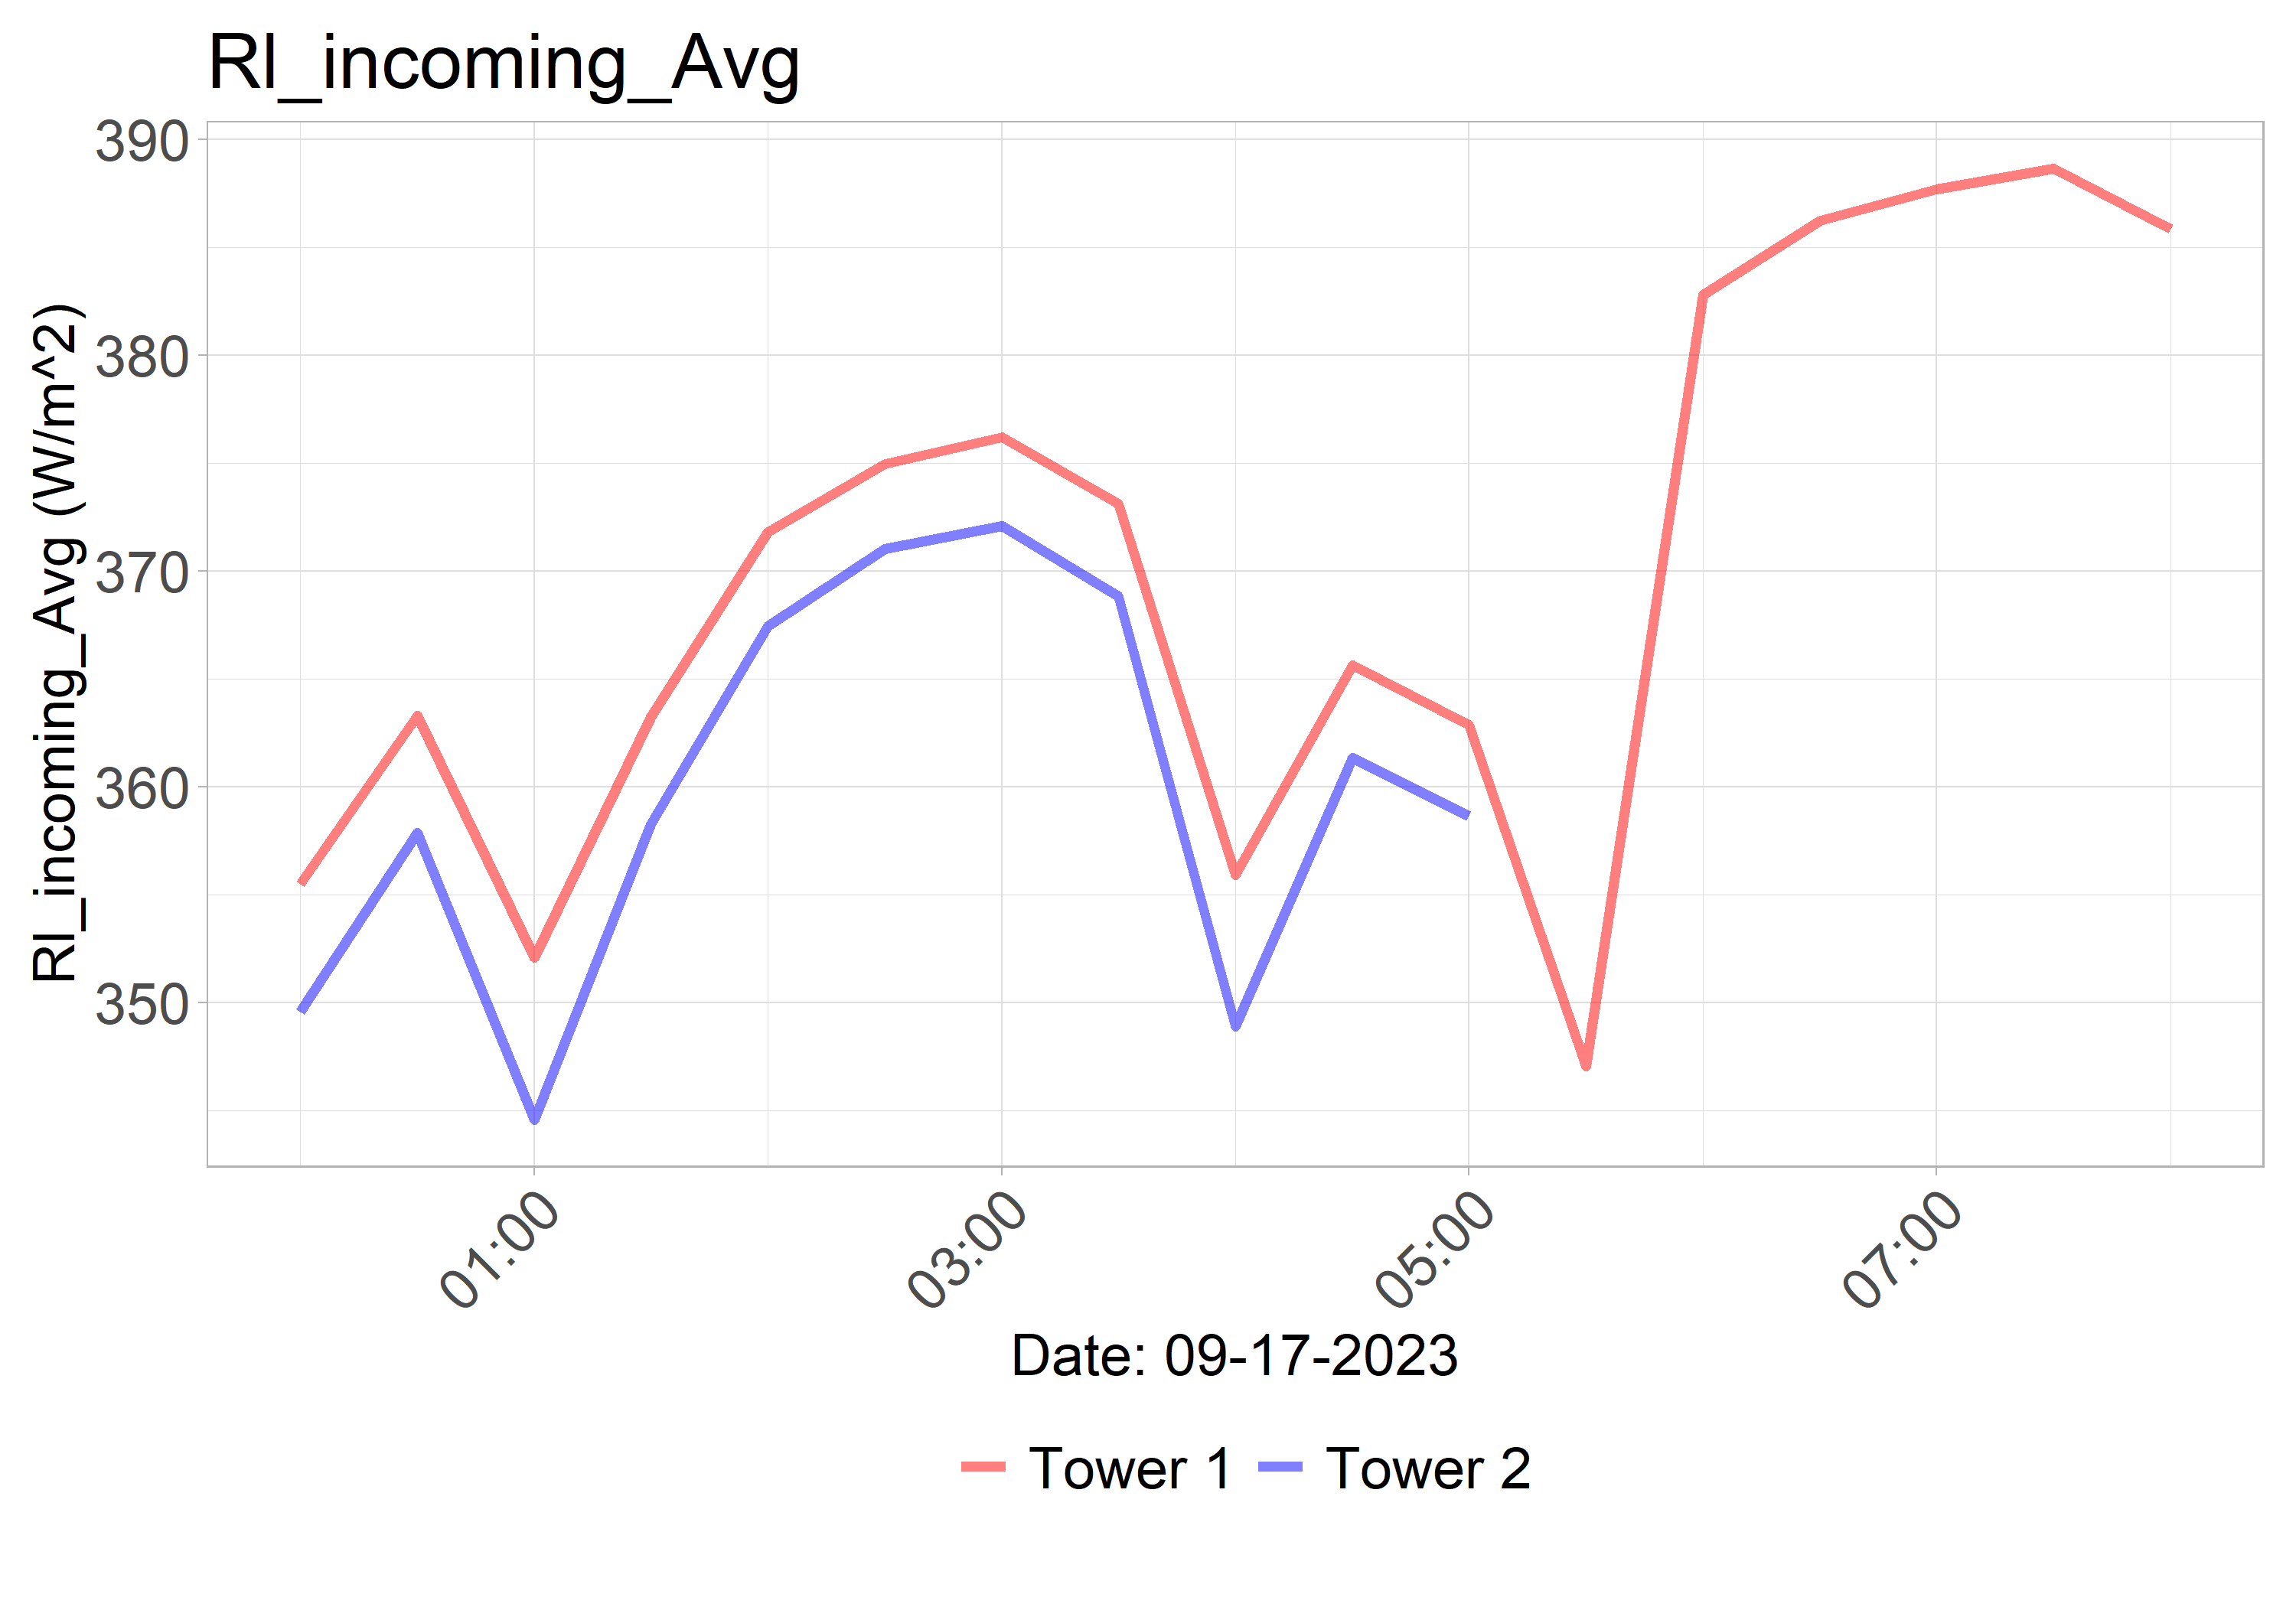 Rl_incoming_Avg
Rl_incoming_Avg (W/m^2)
390
380
370
360
350
01:00
03:00
05:00
07:00
Date: 09-17-2023
Tower 1
Tower 2